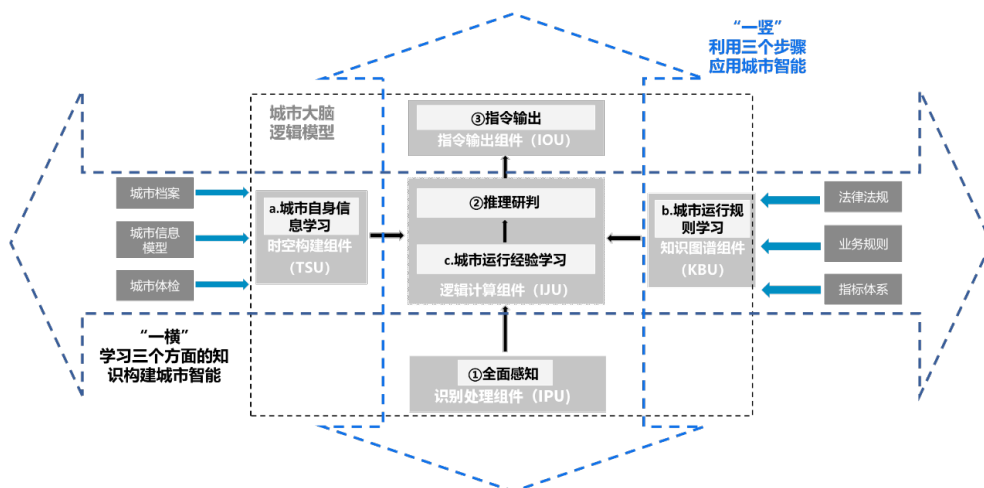 “一竖”
利用三个步骤
应用城市智能
城市大脑
逻辑模型
③指令输出
指令输出组件（IOU）
城市档案
城市信息
模型
城市体检
a.城市自身信
息学习
时空构建组件
（TSU）
②推理研判
c.城市运行经验学习
逻辑计算组件（IJU）
b.城市运行规
则学习
知识图谱组件
（KBU）
法律法规
业务规则
指标体系
“一横”
学习三个方面的知
识构建城市智能
①全面感知
识别处理组件（IPU）